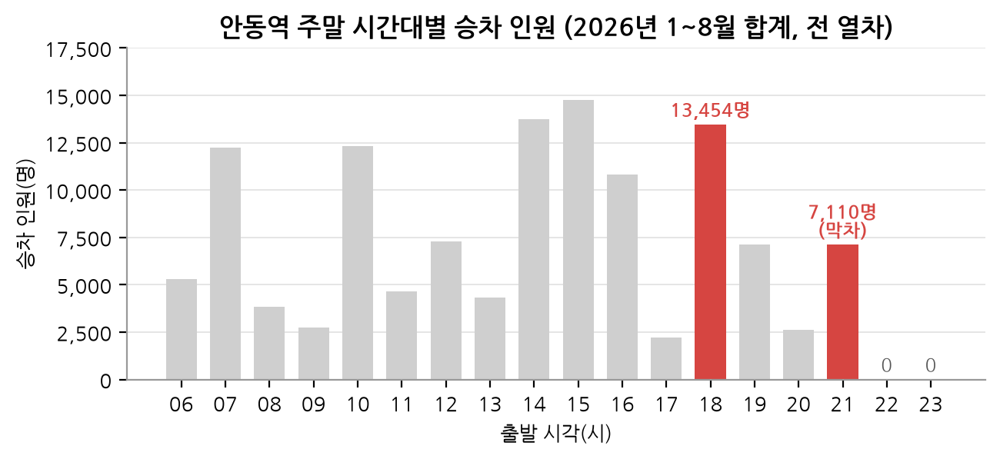 안동역 주말 시간대별 승차 인원 (2026년 1~8월 합계, 전 열차)
승차 인원(명)
17,500
15,000
12,500
10,000
7,500
5,000
2,500
0
13,454명
7,110명
(막차)
0
0
06 07 08 09 10 11 12 13 14 15 16 17 18 19 20 21 22 23
출발 시각(시)